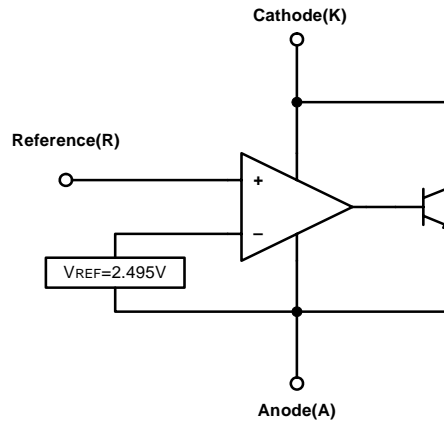 Cathode(K)
Reference(R)
+
–
VREF=2.495V
Anode(A)